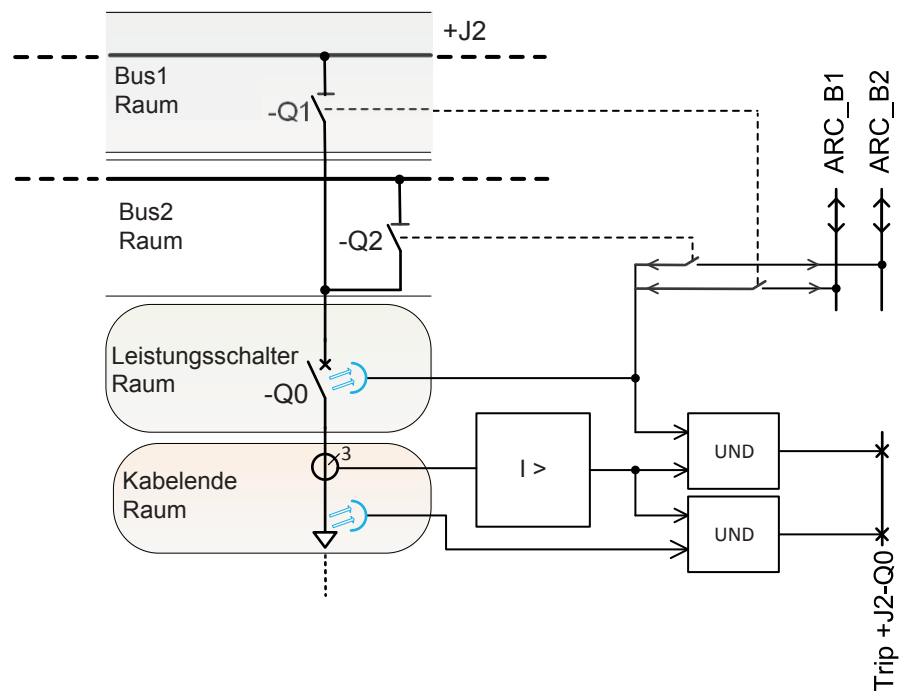 +J2
Bus1
Raum
-Q1
ARC_B1
ARC_B2
Bus2
Raum
-Q2
Leistungsschalter
Raum
-Q0
3
Kabelende
Raum
I >
UND
UND
Trip +J2-Q0